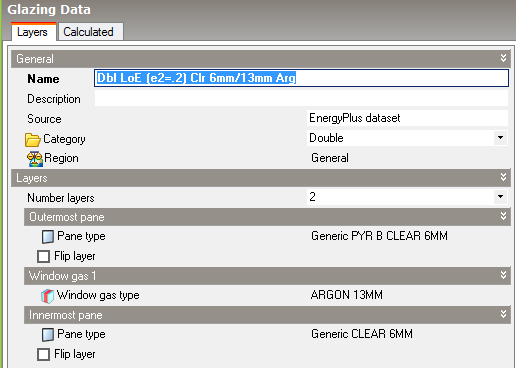 Glazing Data
Layers Calculated
General
Name Dbl LoE (e2=.2) Clr 6mm/13mm Arg
Description
Source EnergyPlus dataset
Category Double
Region General
Layers
Number layers 2
Outermost pane
Pane type Generic PYR B CLEAR 6MM
Flip layer
Window gas 1
Window gas type ARGON 13MM
Innermost pane
Pane type Generic CLEAR 6MM
Flip layer